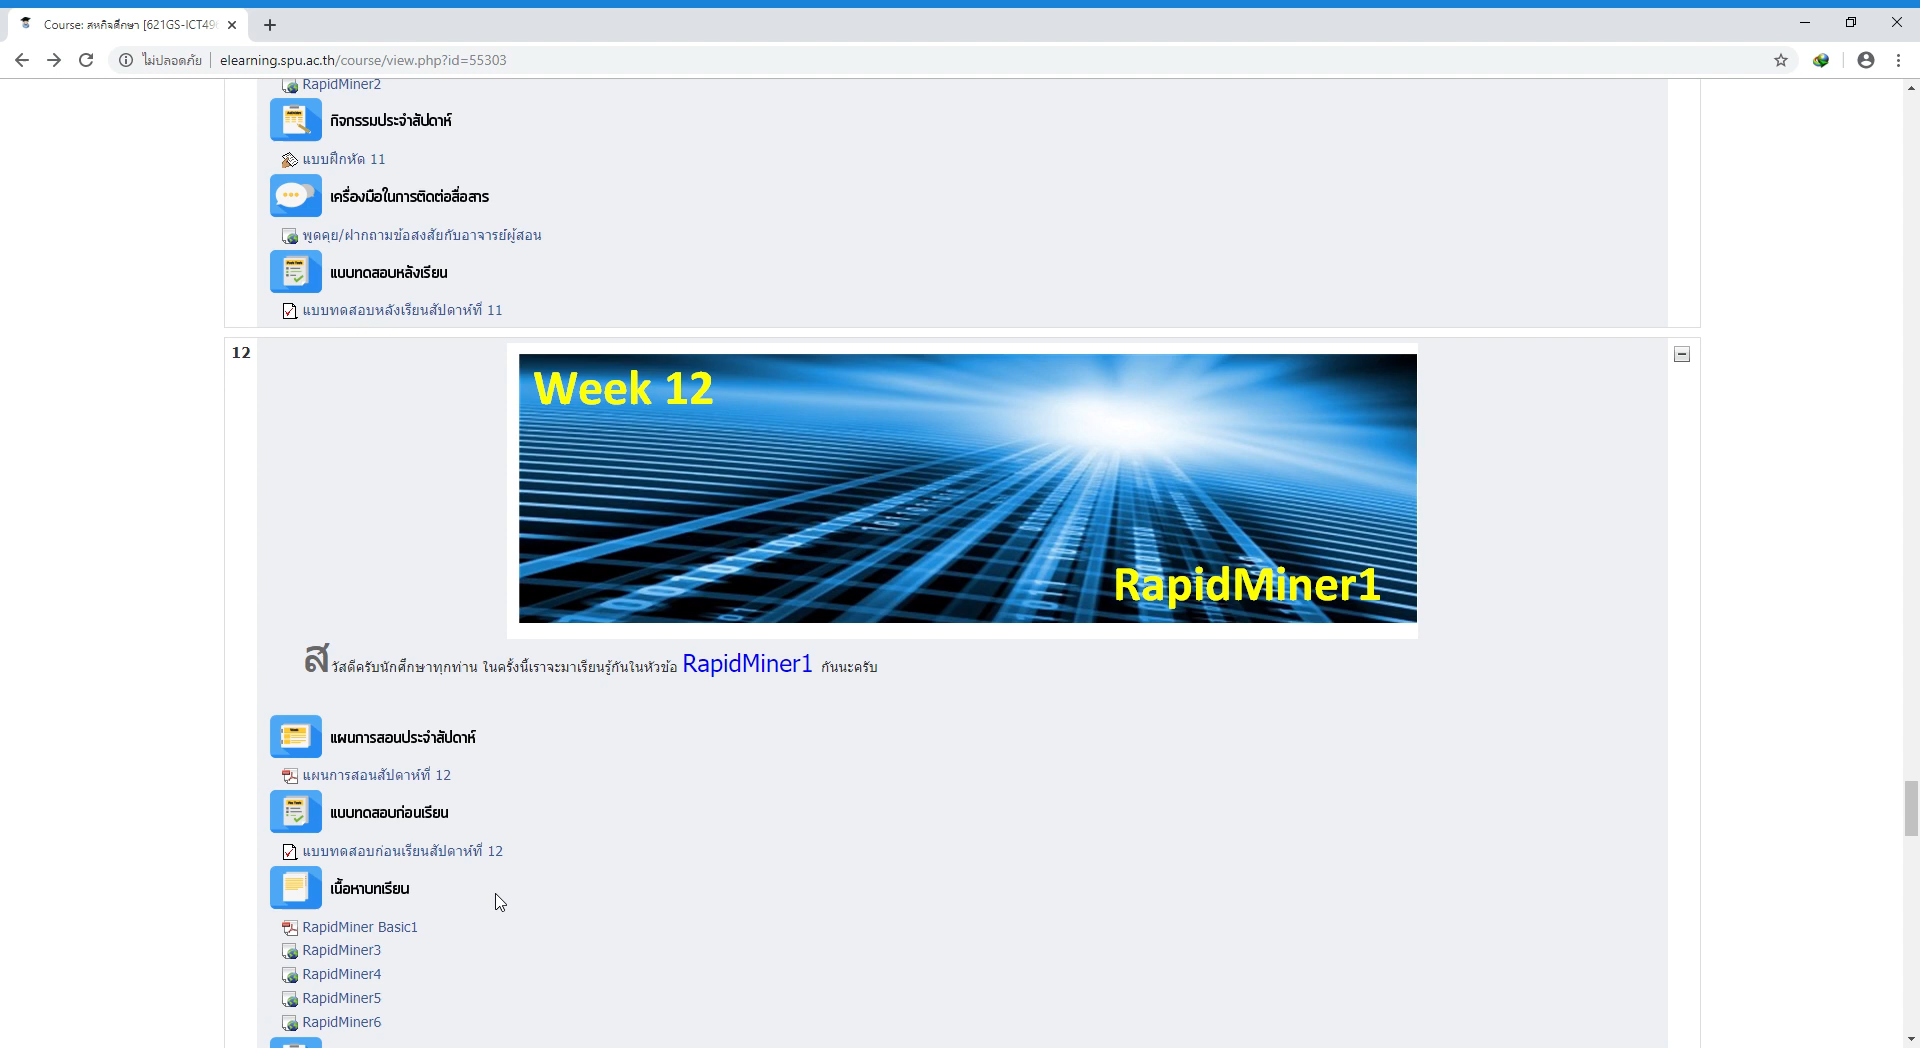 Course: สหกิจศึกษา [621GS-ICT49
ไม่ปลอดภัย
elearning.spu.ac.th/course/view.php?id=55303
RapidMiner2
กิจกรรมประจำสัปดาห์
แบบฝึกหัด 11
เครื่องมือในการติดต่อสื่อสาร
พูดคุย/ฝากถามข้อสงสัยกับอาจารย์ผู้สอน
แบบทดสอบหลังเรียน
แบบทดสอบหลังเรียนสัปดาห์ที่ 11
12
Week 12
RapidMiner1
สวัสดีครับนักศึกษาทุกท่าน ในครั้งนี้เราจะมาเรียนรู้กันในหัวข้อ RapidMiner1 กันนะครับ
แผนการสอนประจำสัปดาห์
แผนการสอนสัปดาห์ที่ 12
แบบทดสอบก่อนเรียน
แบบทดสอบก่อนเรียนสัปดาห์ที่ 12
เนื้อหาบทเรียน
RapidMiner Basic1
RapidMiner3
RapidMiner4
RapidMiner5
RapidMiner6